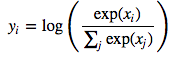 y_i = log ( exp(x_i) / ∑_j exp(x_j) )